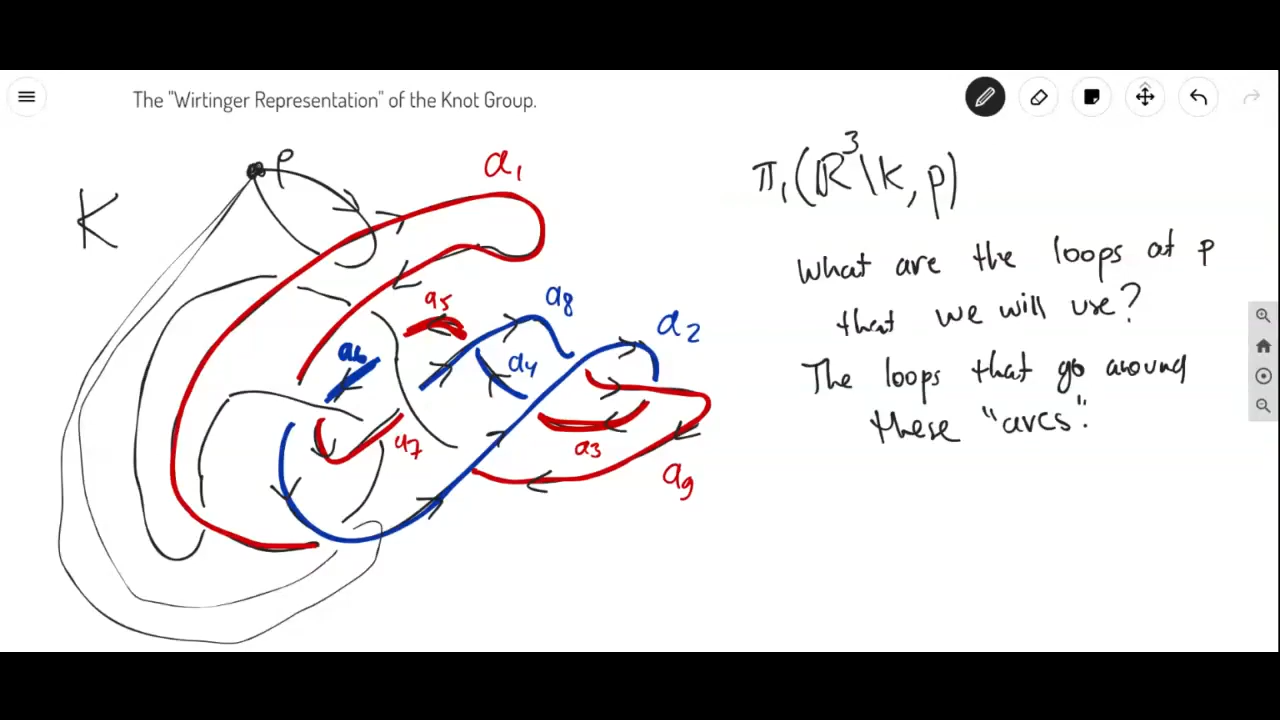 The "Wirtinger Representation" of the Knot Group.
K
p
a₁
a₅
a₈
a₂
a₆
a₄
a₇
a₃
a₉
π₁(ℝ³\K, p)
What are the loops at p
that we will use?
The loops that go around
these "arcs".